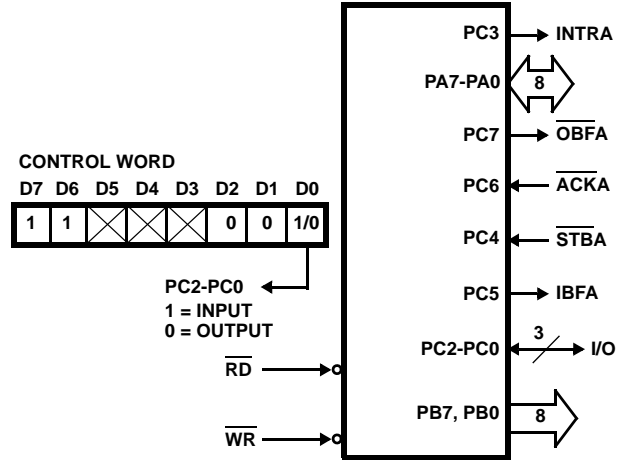 PC3 INTRA
PA7-PA0 8
PC7 OBFA
CONTROL WORD
D7 D6 D5 D4 D3 D2 D1 D0
1 1 0 0 1/0
PC6 ACKA
PC4 STBA
PC2-PC0
1 = INPUT
0 = OUTPUT
PC5 IBFA
PC2-PC0 3 I/O
RD
PB7, PB0 8
WR